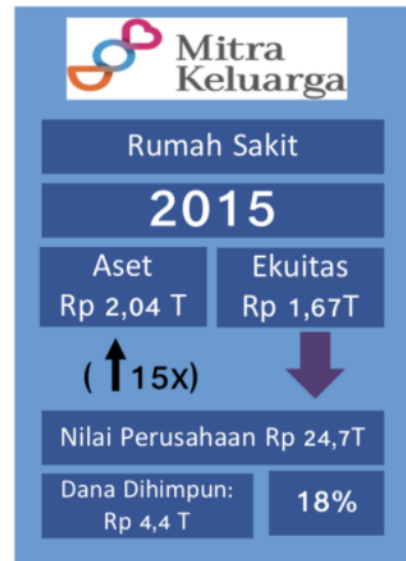 Mitra
Keluarga
Rumah Sakit
2015
Aset
Rp 2,04 T
Ekuitas
Rp 1,67T
(↑15x)
Nilai Perusahaan Rp 24,7T
Dana Dihimpun:
Rp 4,4 T
18%